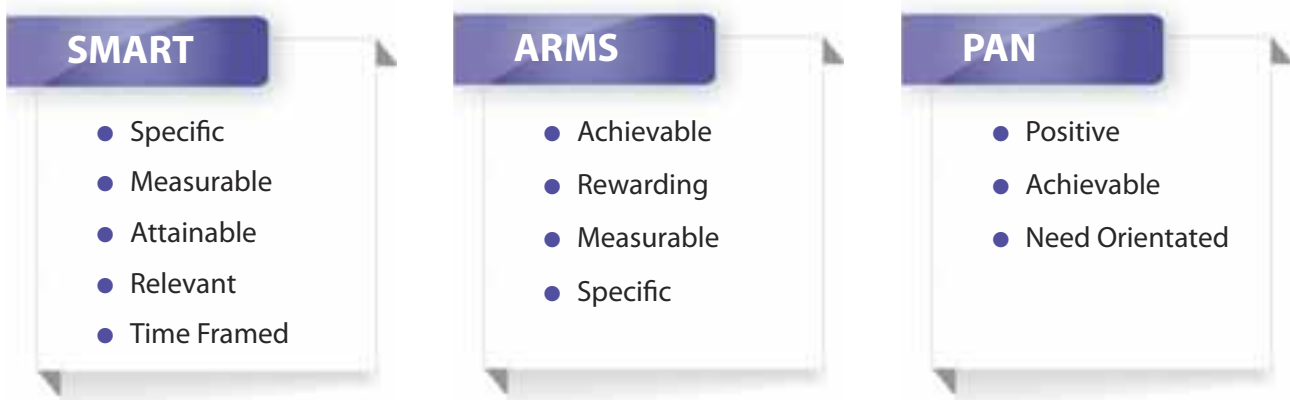 SMART
Specific
Measurable
Attainable
Relevant
Time Framed
ARMS
Achievable
Rewarding
Measurable
Specific
PAN
Positive
Achievable
Need Orientated